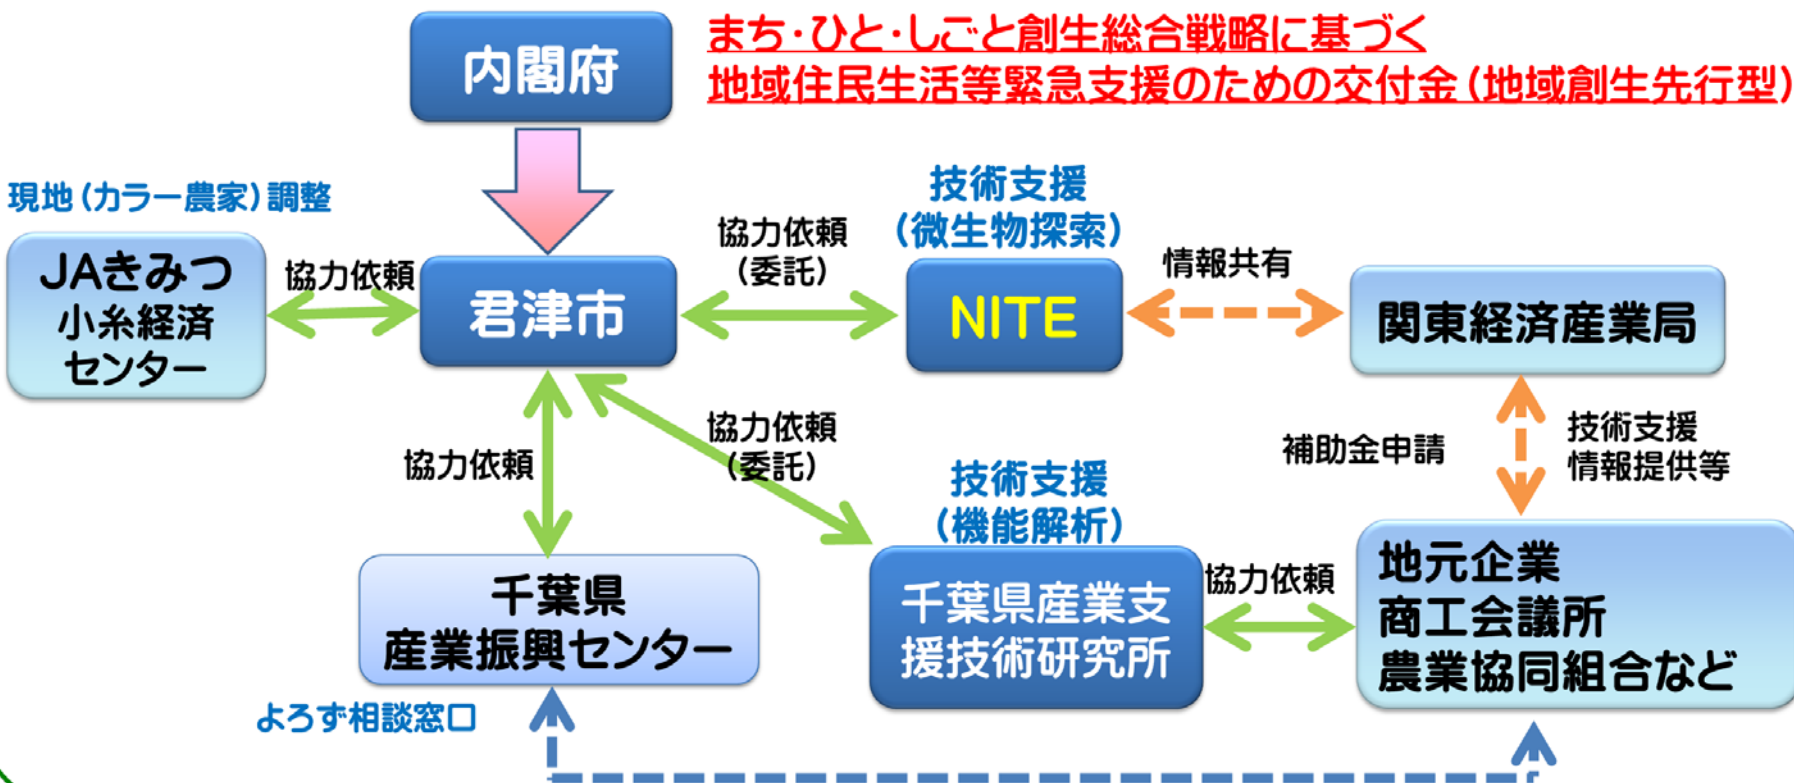 内閣府
まち・ひと・しごと創生総合戦略に基づく
地域住民生活等緊急支援のための交付金(地域創生先行型)
現地(カラー農家)調整
JAきみつ
小糸経済
センター
協力依頼
君津市
協力依頼
(委託)
技術支援
(微生物探索)
NITE
情報共有
関東経済産業局
協力依頼
協力依頼
(委託)
補助金申請
技術支援
情報提供等
技術支援
(機能解析)
千葉県
産業振興センター
千葉県産業支
援技術研究所
協力依頼
地元企業
商工会議所
農業協同組合など
よろず相談窓口